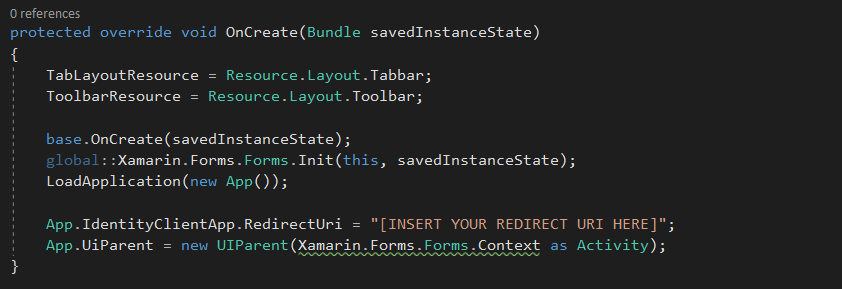 0 references
protected override void OnCreate(Bundle savedInstanceState)
{
TabLayoutResource = Resource.Layout.Tabbar;
ToolbarResource = Resource.Layout.Toolbar;
base.OnCreate(savedInstanceState);
global::Xamarin.Forms.Forms.Init(this, savedInstanceState);
LoadApplication(new App());
App.IdentityClientApp.RedirectUri = "[INSERT YOUR REDIRECT URI HERE]";
App.UiParent = new UIParent(Xamarin.Forms.Forms.Context as Activity);
}